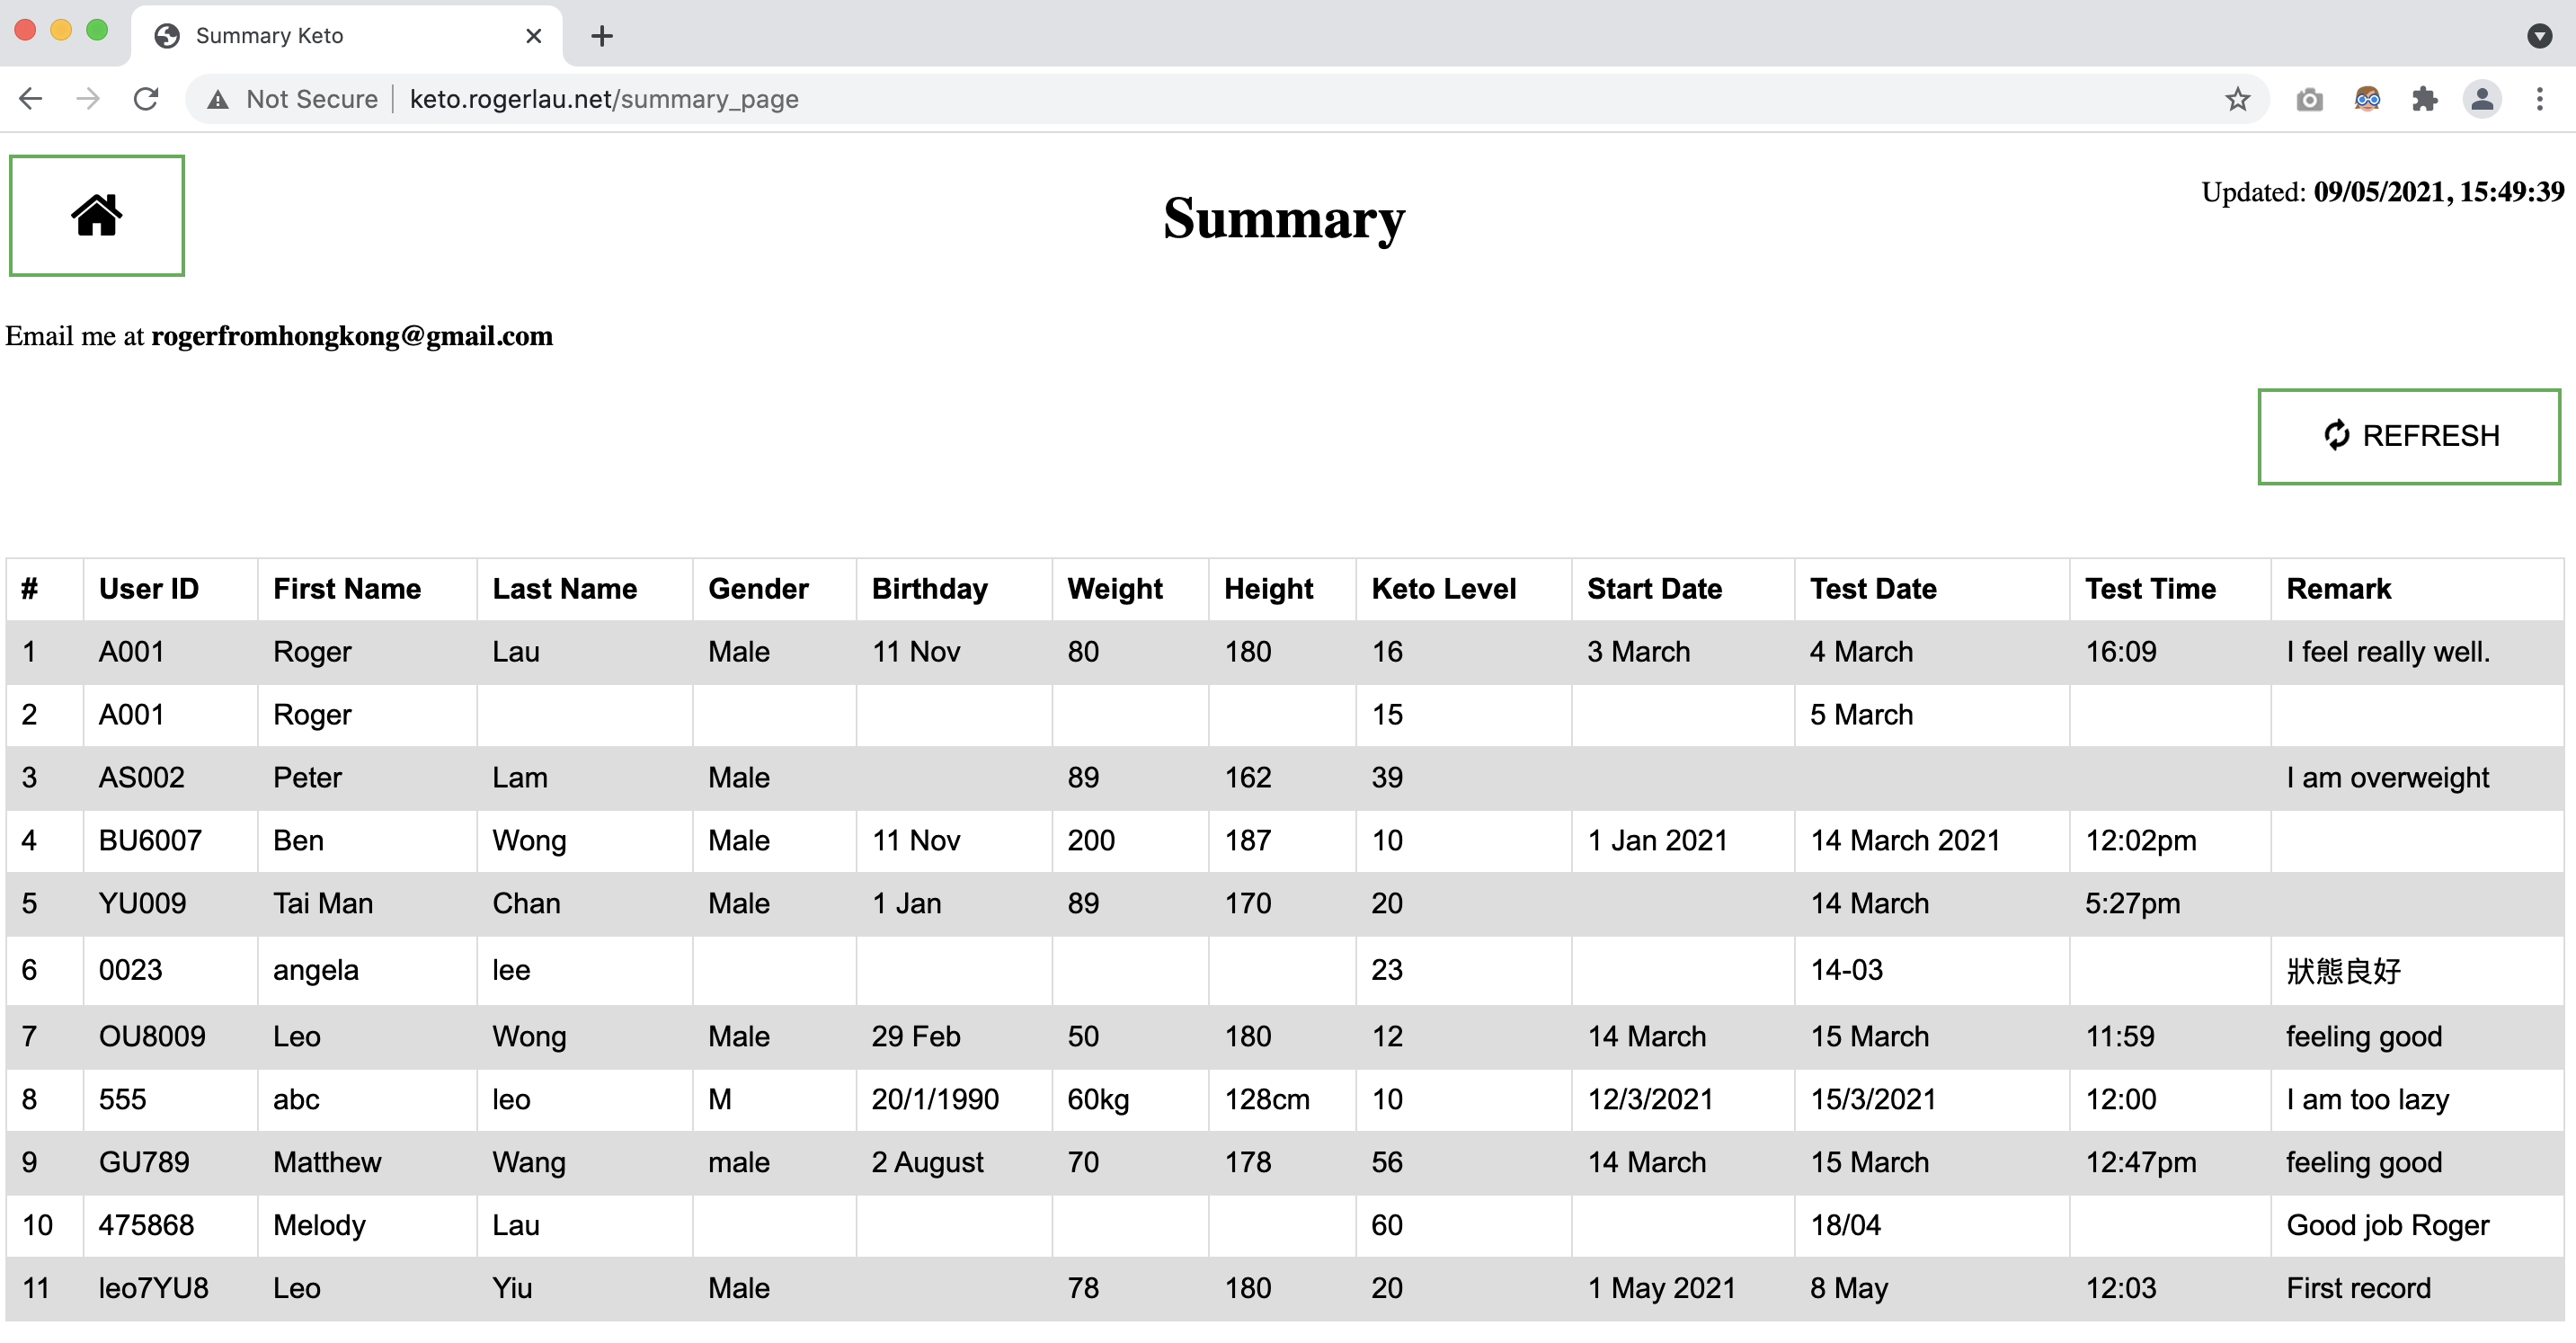 Summary Keto
Not Secure keto.rogerlau.net/summary_page
Summary
Updated: 09/05/2021, 15:49:39
Email me at rogerfromhongkong@gmail.com
REFRESH
# User ID First Name Last Name Gender Birthday Weight Height Keto Level Start Date Test Date Test Time Remark
1 A001 Roger Lau Male 11 Nov 80 180 16 3 March 4 March 16:09 I feel really well.
2 A001 Roger 15 5 March
3 AS002 Peter Lam Male 89 162 39 I am overweight
4 BU6007 Ben Wong Male 11 Nov 200 187 10 1 Jan 2021 14 March 2021 12:02pm
5 YU009 Tai Man Chan Male 1 Jan 89 170 20 14 March 5:27pm
6 0023 angela lee 23 14-03 狀態良好
7 OU8009 Leo Wong Male 29 Feb 50 180 12 14 March 15 March 11:59 feeling good
8 555 abc leo M 20/1/1990 60kg 128cm 10 12/3/2021 15/3/2021 12:00 I am too lazy
9 GU789 Matthew Wang male 2 August 70 178 56 14 March 15 March 12:47pm feeling good
10 475868 Melody Lau 60 18/04 Good job Roger
11 leo7YU8 Leo Yiu Male 78 180 20 1 May 2021 8 May 12:03 First record